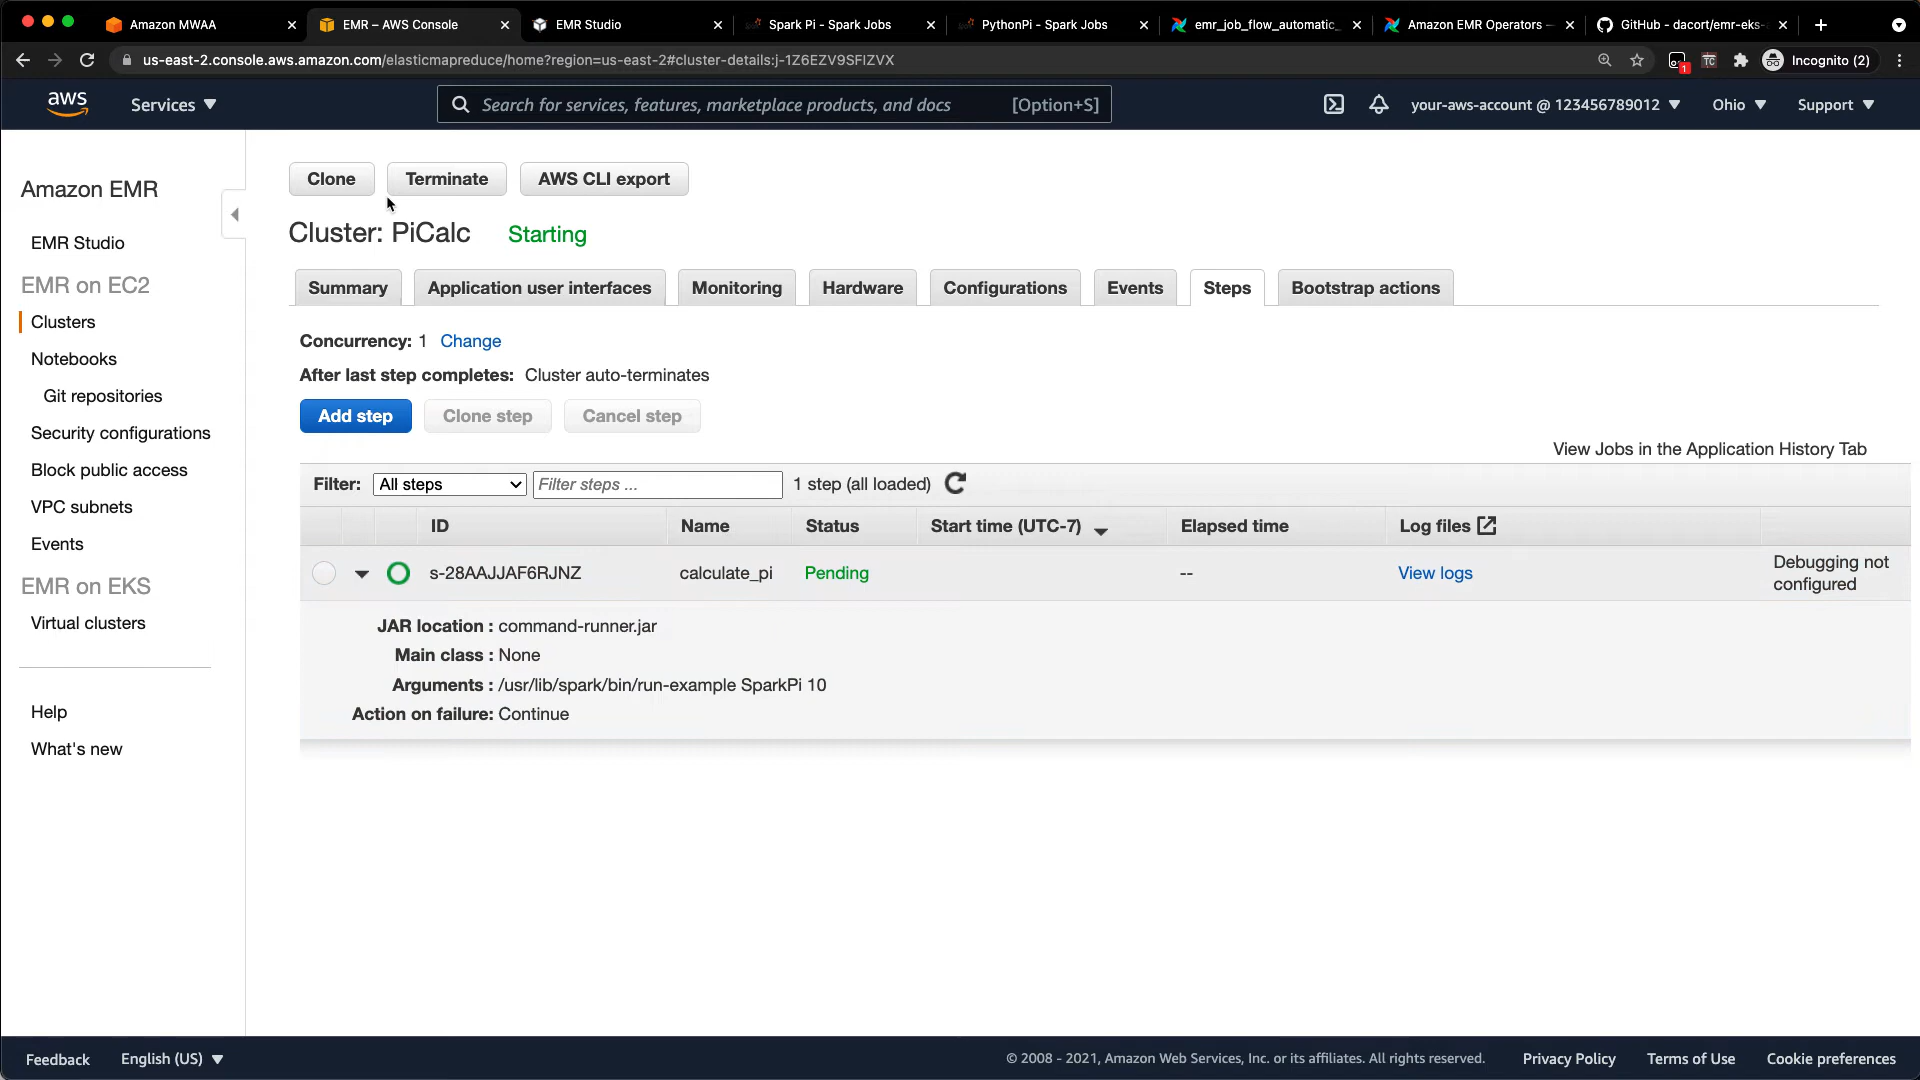 Amazon MWAA
EMR – AWS Console
EMR Studio
Spark Pi - Spark Jobs
PythonPi - Spark Jobs
emr_job_flow_automatic_
Amazon EMR Operators —
GitHub - dacort/emr-eks-
us-east-2.console.aws.amazon.com/elasticmapreduce/home?region=us-east-2#cluster-details:j-1Z6EZV9SFIZVX
1
TC
Incognito (2)
aws
Services
Search for services, features, marketplace products, and docs
[Option+S]
your-aws-account @ 123456789012
Ohio
Support
Amazon EMR
EMR Studio
EMR on EC2
Clusters
Notebooks
Git repositories
Security configurations
Block public access
VPC subnets
Events
EMR on EKS
Virtual clusters
Help
What's new
Clone
Terminate
AWS CLI export
Cluster: PiCalc
Starting
Summary
Application user interfaces
Monitoring
Hardware
Configurations
Events
Steps
Bootstrap actions
Concurrency: 1 Change
After last step completes: Cluster auto-terminates
Add step
Clone step
Cancel step
View Jobs in the Application History Tab
Filter: All steps
Filter steps ...
1 step (all loaded)
ID
Name
Status
Start time (UTC-7)
Elapsed time
Log files
s-28AAJJAF6RJNZ
calculate_pi
Pending
--
View logs
Debugging not
configured
JAR location : command-runner.jar
Main class : None
Arguments : /usr/lib/spark/bin/run-example SparkPi 10
Action on failure: Continue
Feedback
English (US)
© 2008 - 2021, Amazon Web Services, Inc. or its affiliates. All rights reserved.
Privacy Policy
Terms of Use
Cookie preferences